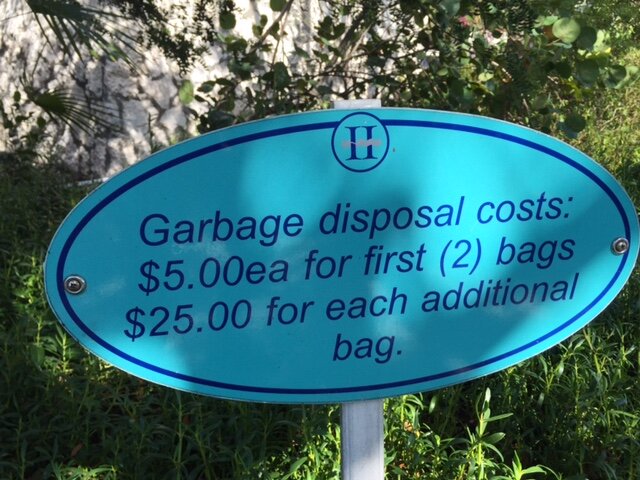 H
Garbage disposal costs:
$5.00ea for first (2) bags
$25.00 for each additional
bag.